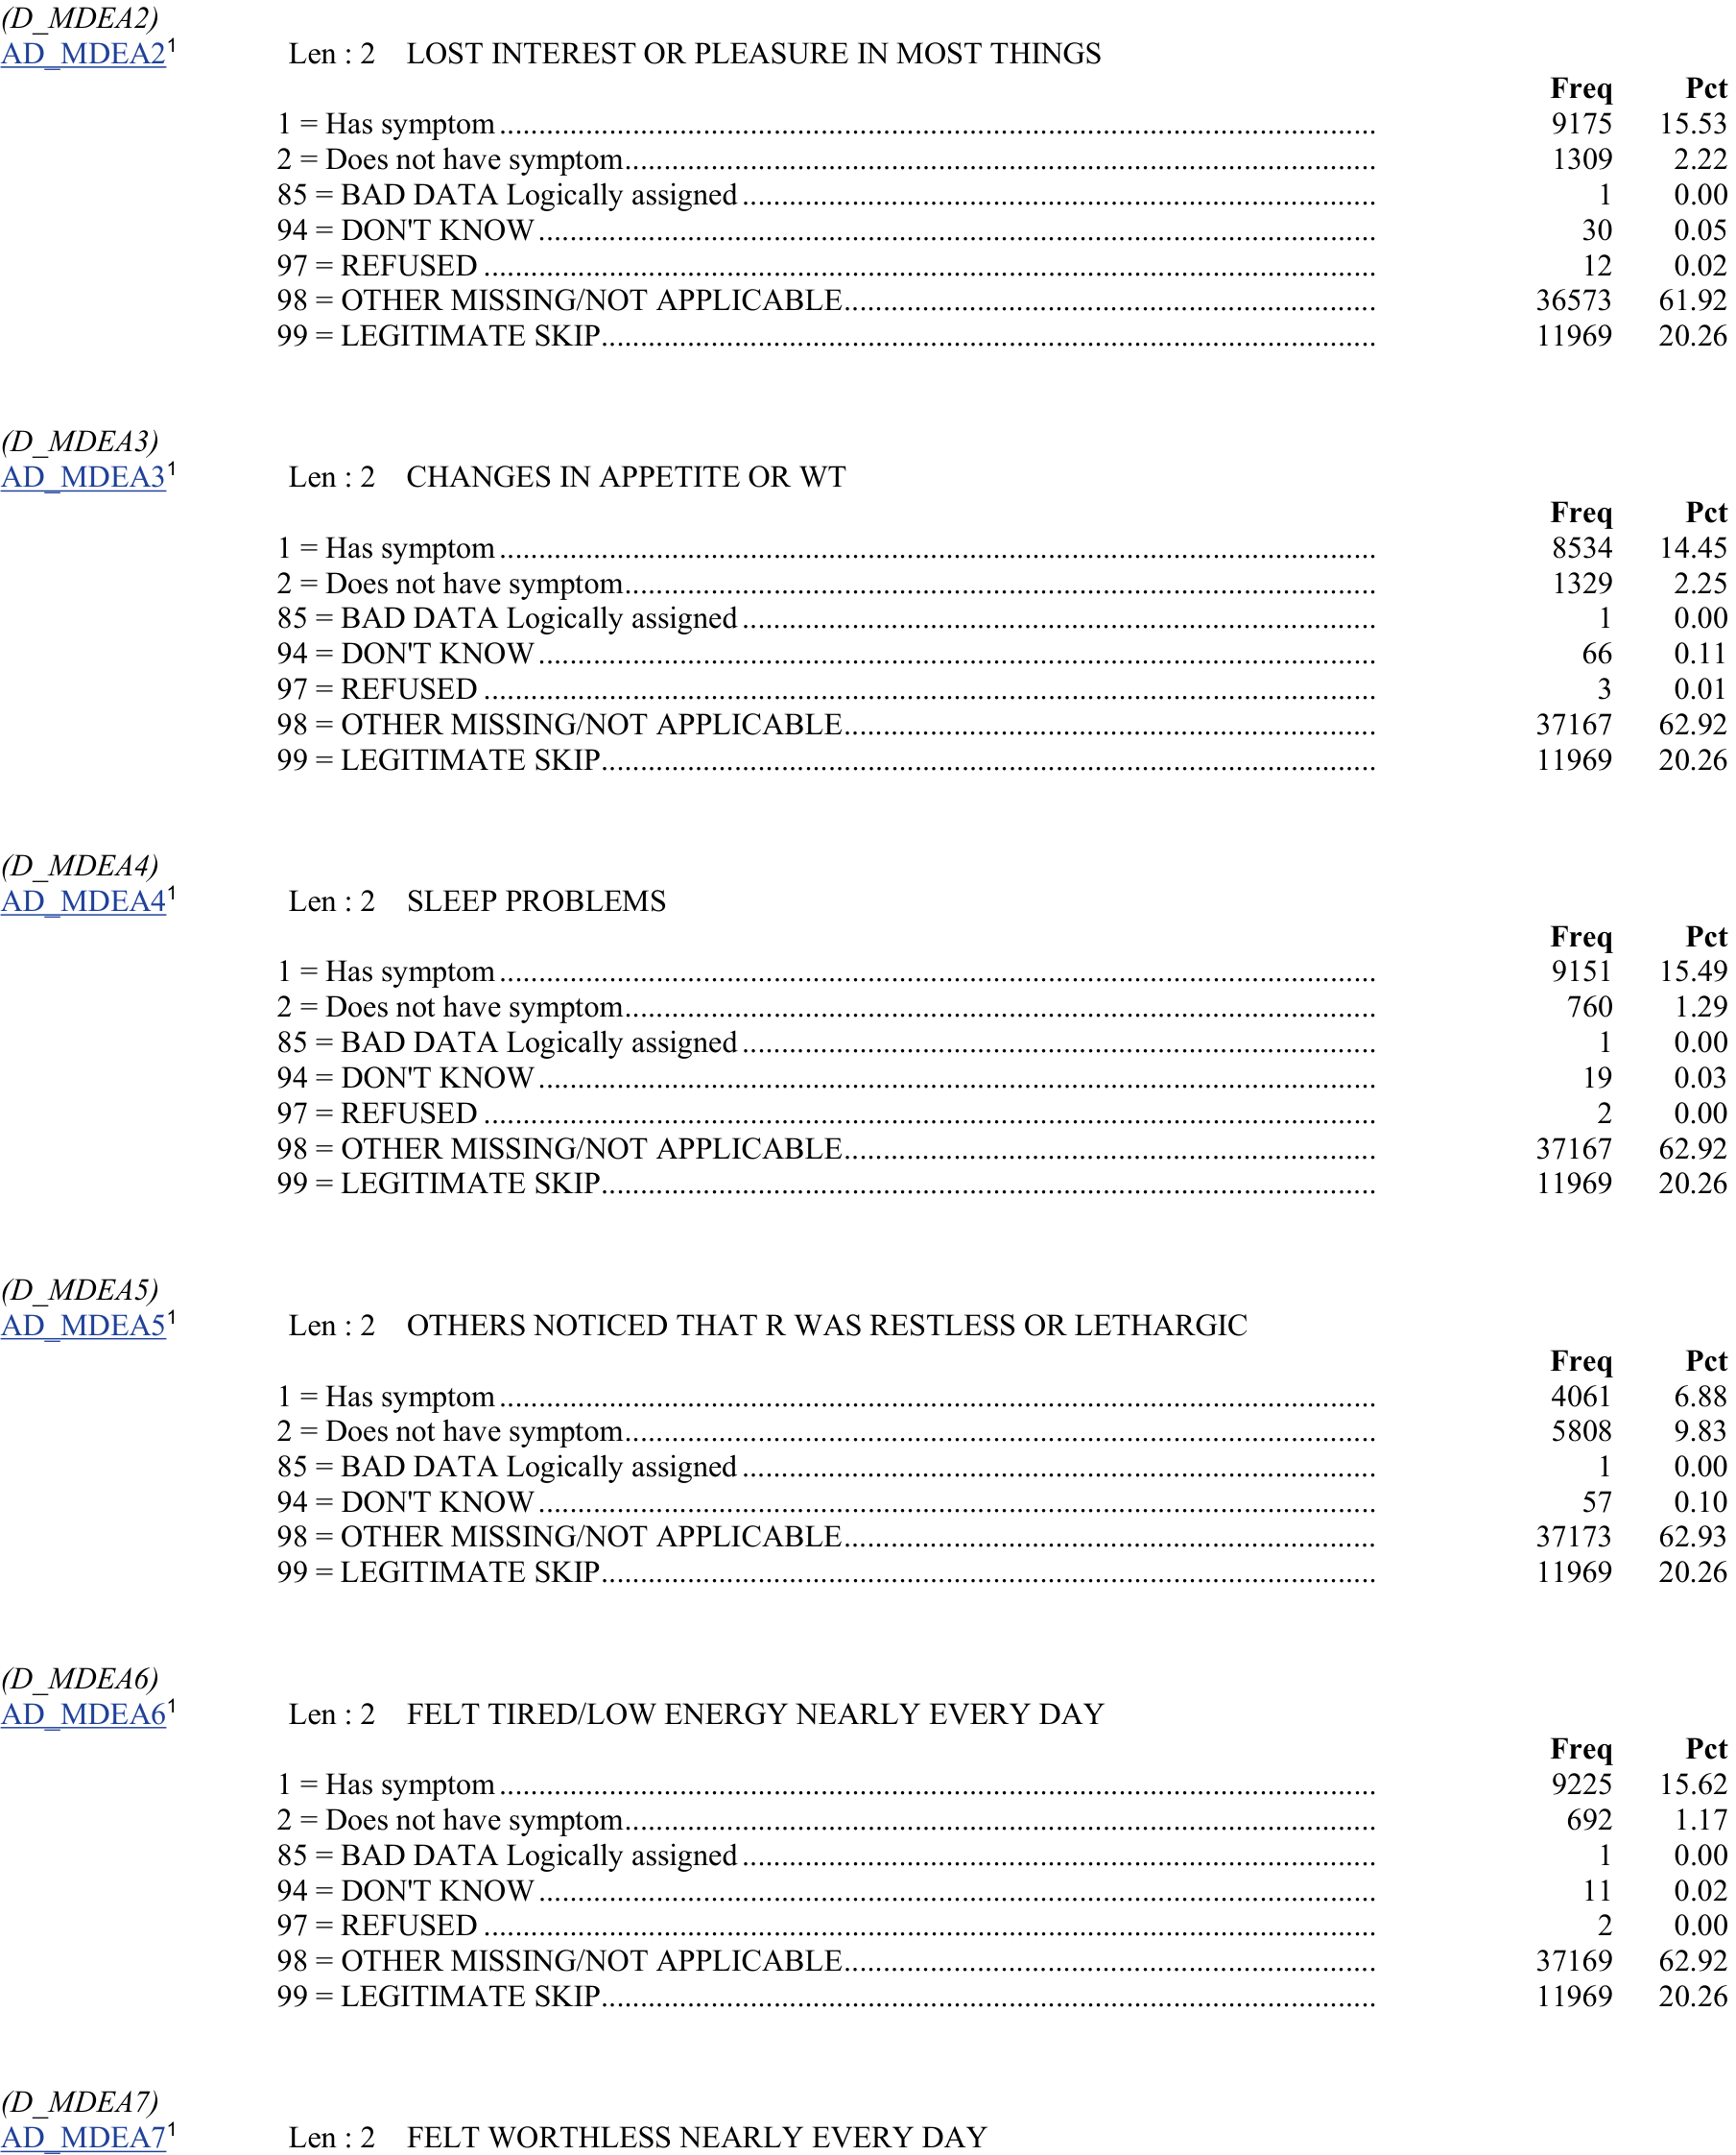 (D_MDEA2)
AD_MDEA2¹ Len : 2 LOST INTEREST OR PLEASURE IN MOST THINGS
Freq Pct
1 = Has symptom 9175 15.53
2 = Does not have symptom 1309 2.22
85 = BAD DATA Logically assigned 1 0.00
94 = DON'T KNOW 30 0.05
97 = REFUSED 12 0.02
98 = OTHER MISSING/NOT APPLICABLE 36573 61.92
99 = LEGITIMATE SKIP 11969 20.26
(D_MDEA3)
AD_MDEA3¹ Len : 2 CHANGES IN APPETITE OR WT
Freq Pct
1 = Has symptom 8534 14.45
2 = Does not have symptom 1329 2.25
85 = BAD DATA Logically assigned 1 0.00
94 = DON'T KNOW 66 0.11
97 = REFUSED 3 0.01
98 = OTHER MISSING/NOT APPLICABLE 37167 62.92
99 = LEGITIMATE SKIP 11969 20.26
(D_MDEA4)
AD_MDEA4¹ Len : 2 SLEEP PROBLEMS
Freq Pct
1 = Has symptom 9151 15.49
2 = Does not have symptom 760 1.29
85 = BAD DATA Logically assigned 1 0.00
94 = DON'T KNOW 19 0.03
97 = REFUSED 2 0.00
98 = OTHER MISSING/NOT APPLICABLE 37167 62.92
99 = LEGITIMATE SKIP 11969 20.26
(D_MDEA5)
AD_MDEA5¹ Len : 2 OTHERS NOTICED THAT R WAS RESTLESS OR LETHARGIC
Freq Pct
1 = Has symptom 4061 6.88
2 = Does not have symptom 5808 9.83
85 = BAD DATA Logically assigned 1 0.00
94 = DON'T KNOW 57 0.10
98 = OTHER MISSING/NOT APPLICABLE 37173 62.93
99 = LEGITIMATE SKIP 11969 20.26
(D_MDEA6)
AD_MDEA6¹ Len : 2 FELT TIRED/LOW ENERGY NEARLY EVERY DAY
Freq Pct
1 = Has symptom 9225 15.62
2 = Does not have symptom 692 1.17
85 = BAD DATA Logically assigned 1 0.00
94 = DON'T KNOW 11 0.02
97 = REFUSED 2 0.00
98 = OTHER MISSING/NOT APPLICABLE 37169 62.92
99 = LEGITIMATE SKIP 11969 20.26
(D_MDEA7)
AD_MDEA7¹ Len : 2 FELT WORTHLESS NEARLY EVERY DAY